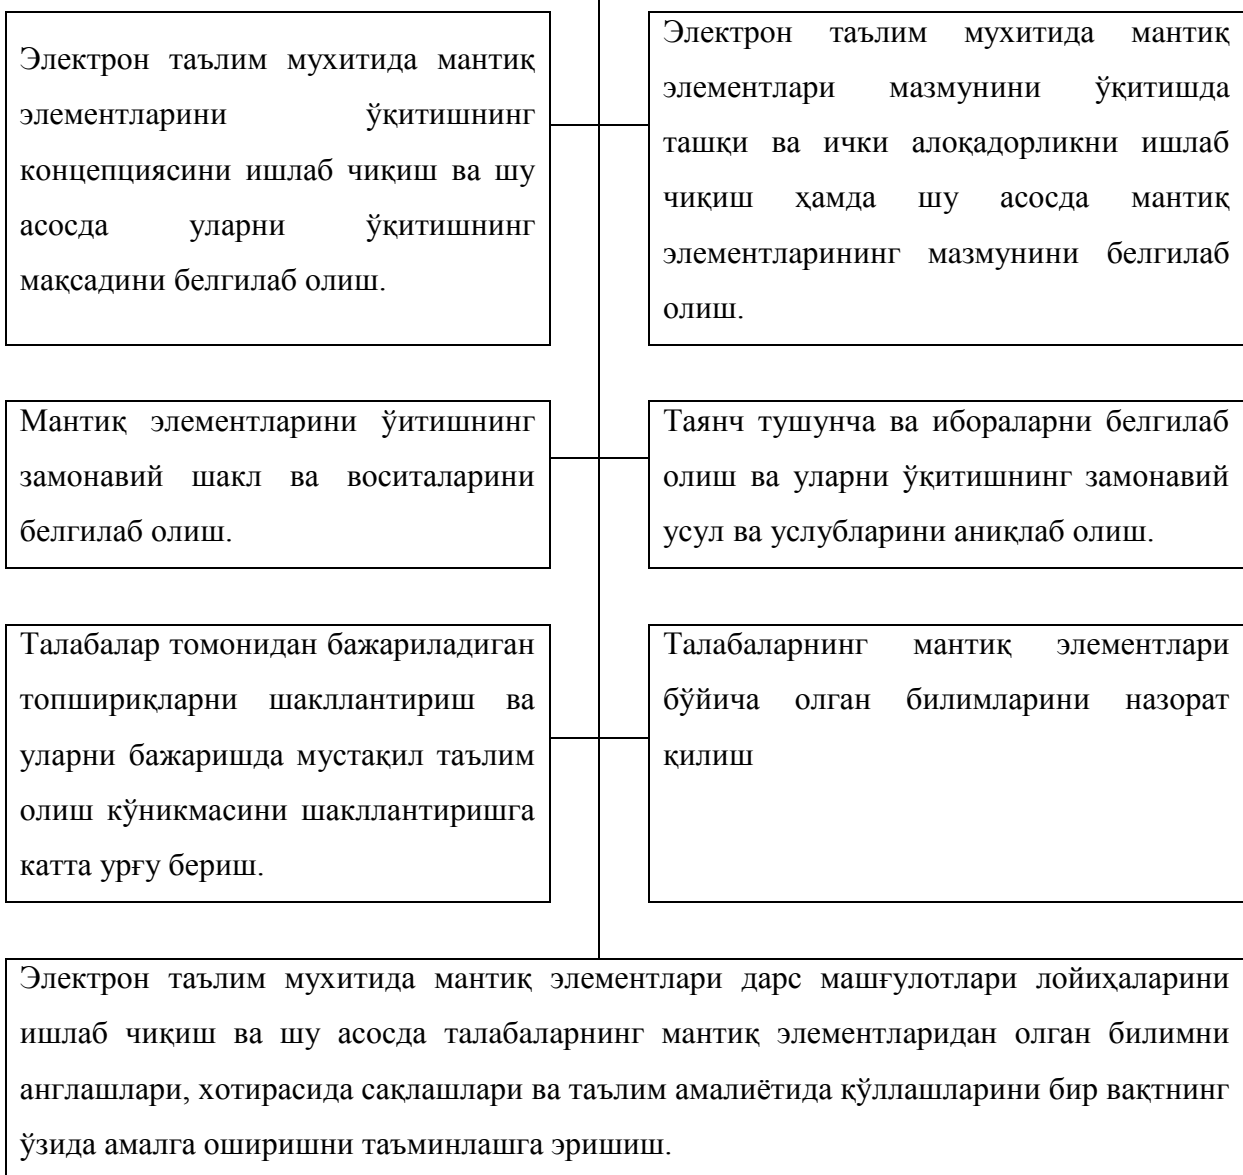 Электрон таълим мухитида мантиқ
элементларини ўқитишнинг
концепциясини ишлаб чиқиш ва шу
асосда уларни ўқитишнинг
мақсадини белгилаб олиш.
Электрон таълим мухитида мантиқ
элементлари мазмунини ўқитишда
ташқи ва ички алоқадорликни ишлаб
чиқиш ҳамда шу асосда мантиқ
элементларининг мазмунини белгилаб
олиш.
Мантиқ элементларини ўитишнинг
замонавий шакл ва воситаларини
белгилаб олиш.
Таянч тушунча ва ибораларни белгилаб
олиш ва уларни ўқитишнинг замонавий
усул ва услубларини аниқлаб олиш.
Талабалар томонидан бажариладиган
топшириқларни шакллантириш ва
уларни бажаришда мустақил таълим
олиш кўникмасини шакллантиришга
катта урғу бериш.
Талабаларнинг мантиқ элементлари
бўйича олган билимларини назорат
қилиш
Электрон таълим мухитида мантиқ элементлари дарс машғулотлари лойиҳаларини
ишлаб чиқиш ва шу асосда талабаларнинг мантиқ элементларидан олган билимни
англашлари, хотирасида сақлашлари ва таълим амалиётида қўллашларини бир вақтнинг
ўзида амалга оширишни таъминлашга эришиш.